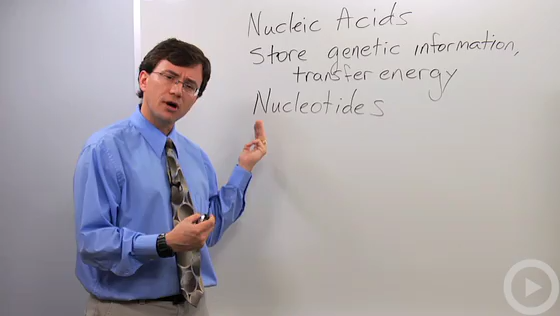 Nucleic Acids
Store genetic information,
transfer energy
Nucleotides